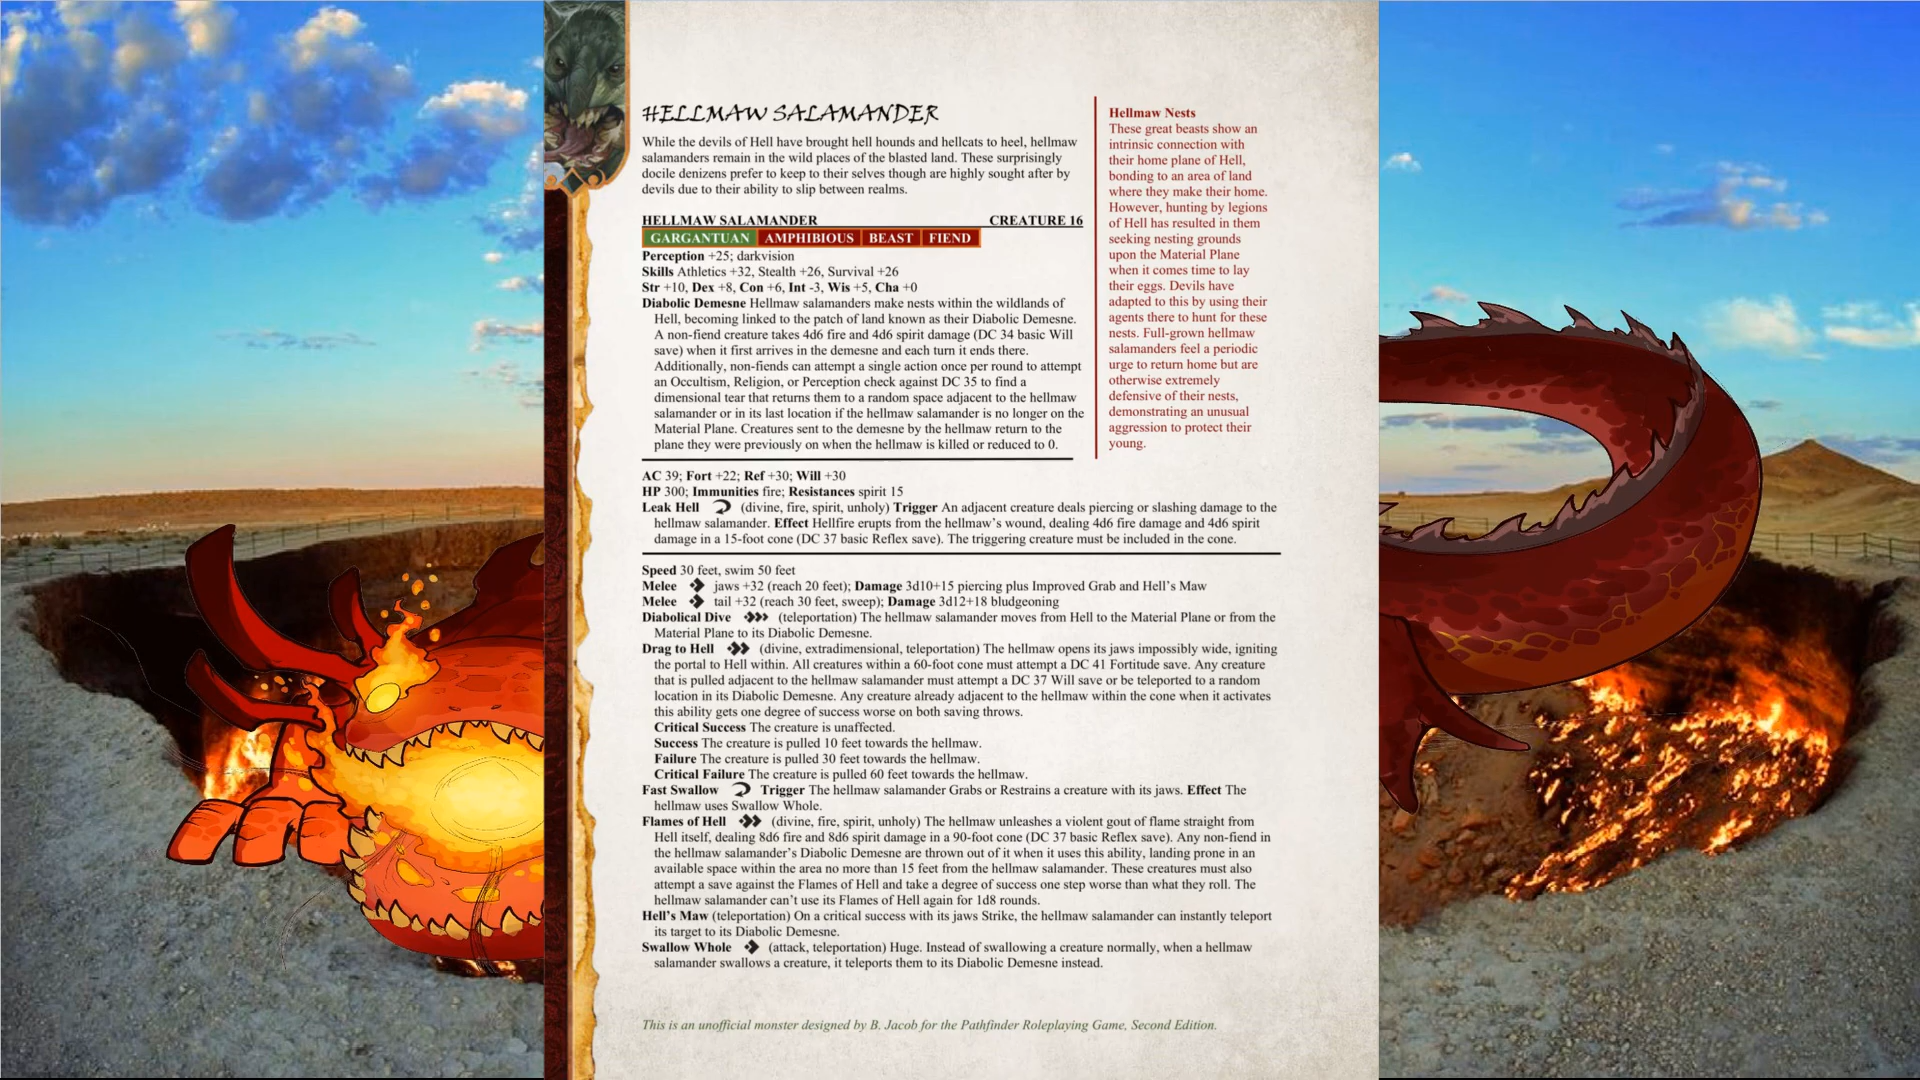 HELLMAW SALAMANDER
While the devils of Hell have brought hell hounds and hellcats to heel, hellmaw
salamanders remain in the wild places of the blasted land. These surprisingly
docile denizens prefer to keep to their selves though are highly sought after by
devils due to their ability to slip between realms.
HELLMAW SALAMANDER CREATURE 16
GARGANTUAN AMPHIBIOUS BEAST FIEND
Perception +25; darkvision
Skills Athletics +32, Stealth +26, Survival +26
Str +10, Dex +8, Con +6, Int -3, Wis +5, Cha +0
Diabolic Demesne Hellmaw salamanders make nests within the wildlands of
Hell, becoming linked to the patch of land known as their Diabolic Demesne.
A non-fiend creature takes 4d6 fire and 4d6 spirit damage (DC 34 basic Will
save) when it first arrives in the demesne and each turn it ends there.
Additionally, non-fiends can attempt a single action once per round to attempt
an Occultism, Religion, or Perception check against DC 35 to find a
dimensional tear that returns them to a random space adjacent to the hellmaw
salamander or in its last location if the hellmaw salamander is no longer on the
Material Plane. Creatures sent to the demesne by the hellmaw return to the
plane they were previously on when the hellmaw is killed or reduced to 0.
Hellmaw Nests
These great beasts show an
intrinsic connection with
their home plane of Hell,
bonding to an area of land
where they make their home.
However, hunting by legions
of Hell has resulted in them
seeking nesting grounds
upon the Material Plane
when it comes time to lay
their eggs. Devils have
adapted to this by using their
agents there to hunt for these
nests. Full-grown hellmaw
salamanders feel a periodic
urge to return home but are
otherwise extremely
defensive of their nests,
demonstrating an unusual
aggression to protect their
young.
AC 39; Fort +22; Ref +30; Will +30
HP 300; Immunities fire; Resistances spirit 15
Leak Hell (divine, fire, spirit, unholy) Trigger An adjacent creature deals piercing or slashing damage to the
hellmaw salamander. Effect Hellfire erupts from the hellmaw's wound, dealing 4d6 fire damage and 4d6 spirit
damage in a 15-foot cone (DC 37 basic Reflex save). The triggering creature must be included in the cone.
Speed 30 feet, swim 50 feet
Melee jaws +32 (reach 20 feet); Damage 3d10+15 piercing plus Improved Grab and Hell's Maw
Melee tail +32 (reach 30 feet, sweep); Damage 3d12+18 bludgeoning
Diabolical Dive (teleportation) The hellmaw salamander moves from Hell to the Material Plane or from the
Material Plane to its Diabolic Demesne.
Drag to Hell (divine, extradimensional, teleportation) The hellmaw opens its jaws impossibly wide, igniting
the portal to Hell within. All creatures within a 60-foot cone must attempt a DC 41 Fortitude save. Any creature
that is pulled adjacent to the hellmaw salamander must attempt a DC 37 Will save or be teleported to a random
location in its Diabolic Demesne. Any creature already adjacent to the hellmaw within the cone when it activates
this ability gets one degree of success worse on both saving throws.
Critical Success The creature is unaffected.
Success The creature is pulled 10 feet towards the hellmaw.
Failure The creature is pulled 30 feet towards the hellmaw.
Critical Failure The creature is pulled 60 feet towards the hellmaw.
Fast Swallow Trigger The hellmaw salamander Grabs or Restrains a creature with its jaws. Effect The
hellmaw uses Swallow Whole.
Flames of Hell (divine, fire, spirit, unholy) The hellmaw unleashes a violent gout of flame straight from
Hell itself, dealing 8d6 fire and 8d6 spirit damage in a 90-foot cone (DC 37 basic Reflex save). Any non-fiend in
the hellmaw salamander's Diabolic Demesne are thrown out of it when it uses this ability, landing prone in an
available space within the area no more than 15 feet from the hellmaw salamander. These creatures must also
attempt a save against the Flames of Hell and take a degree of success one step worse than what they roll. The
hellmaw salamander can't use its Flames of Hell again for 1d8 rounds.
Hell's Maw (teleportation) On a critical success with its jaws Strike, the hellmaw salamander can instantly teleport
its target to its Diabolic Demesne.
Swallow Whole (attack, teleportation) Huge. Instead of swallowing a creature normally, when a hellmaw
salamander swallows a creature, it teleports them to its Diabolic Demesne instead.
This is an unofficial monster designed by B. Jacob for the Pathfinder Roleplaying Game, Second Edition.